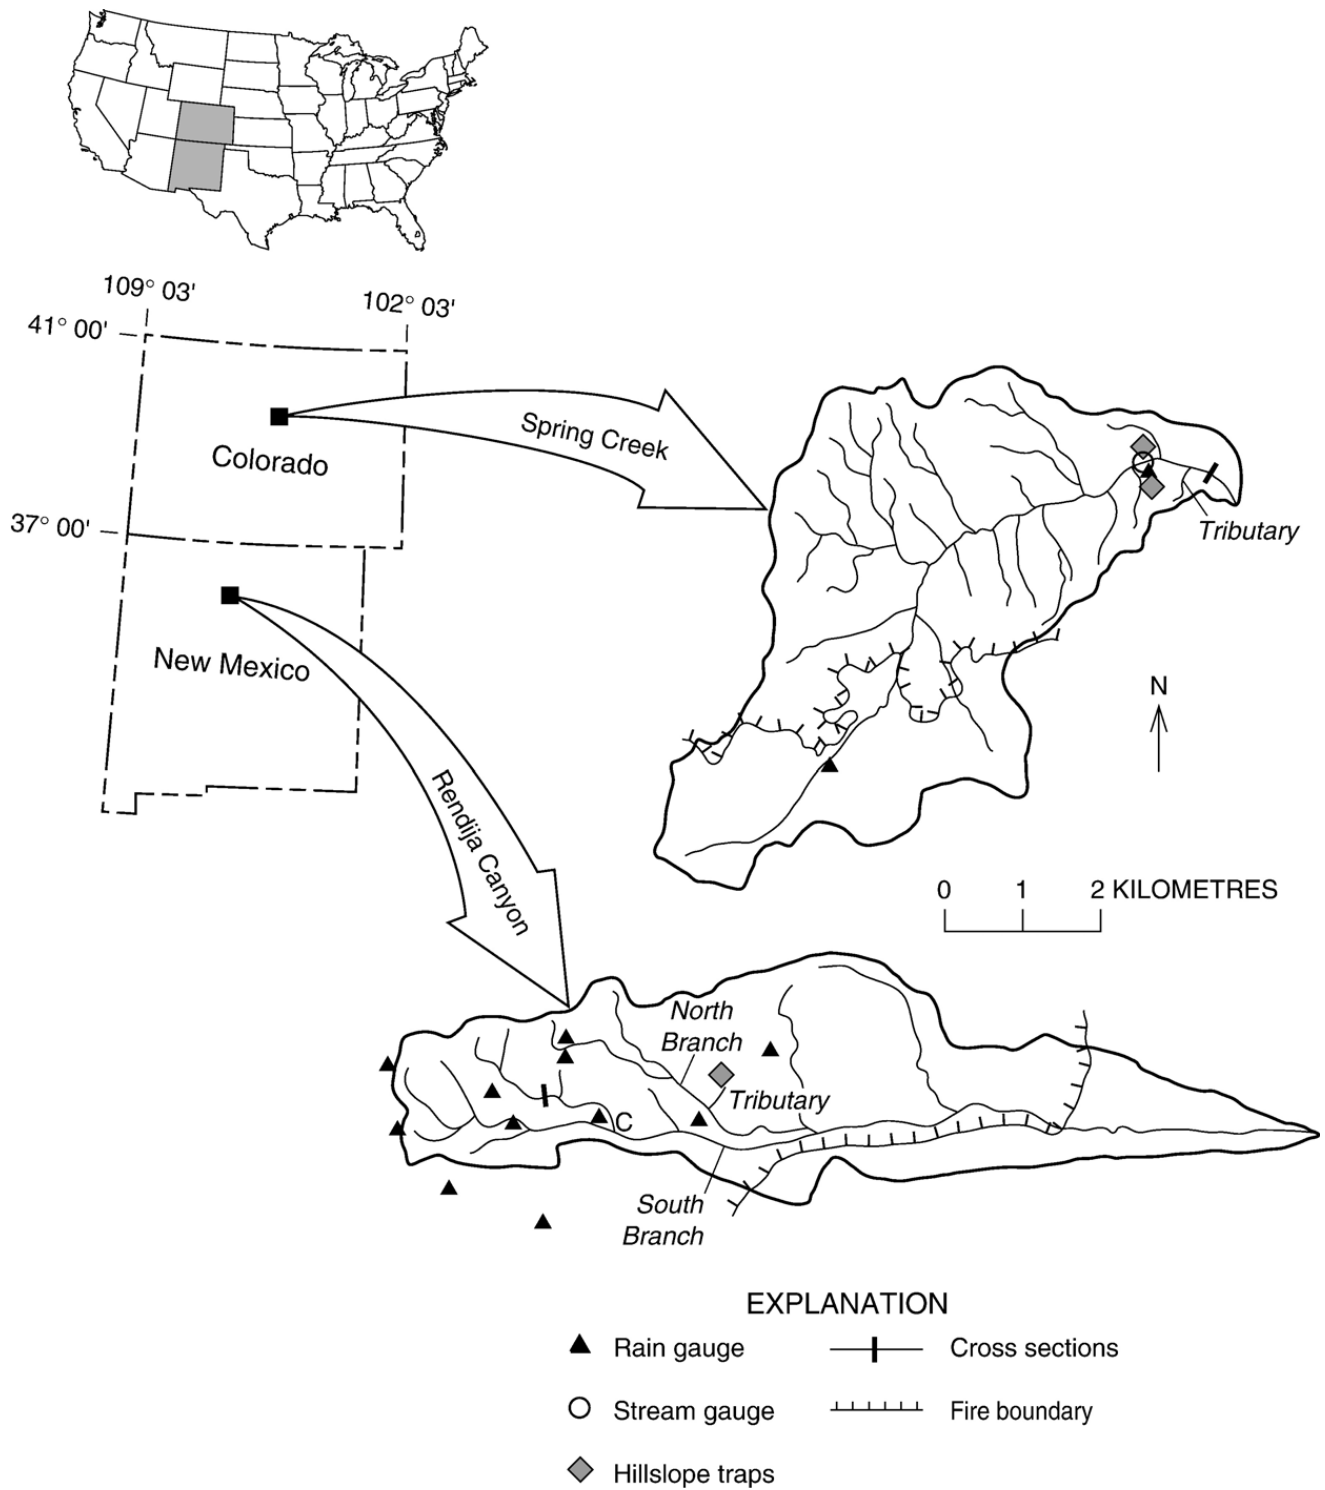 109° 03'
102° 03'
41° 00'
Spring Creek
Colorado
37° 00'
Tributary
New Mexico
N
Rendija Canyon
0 1 2 KILOMETRES
North
Branch
Tributary
C
South
Branch
EXPLANATION
Rain gauge
Cross sections
Stream gauge
Fire boundary
Hillslope traps